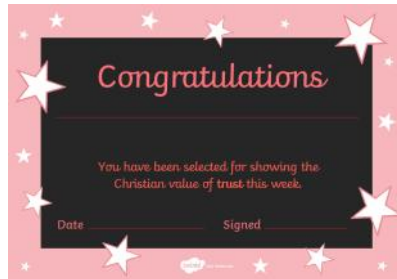 Congratulations
You have been selected for showing the
Christian value of trust this week.
Date Signed